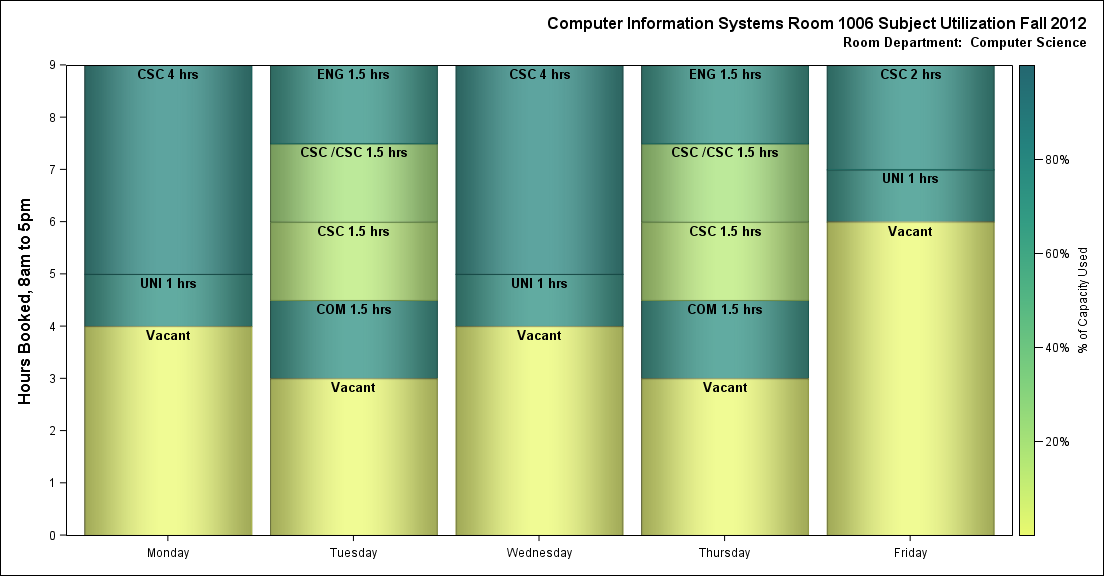 Computer Information Systems Room 1006 Subject Utilization Fall 2012
Room Department: Computer Science
Hours Booked, 8am to 5pm
9
8
7
6
5
4
3
2
1
0
CSC 4 hrs
UNI 1 hrs
Vacant
ENG 1.5 hrs
CSC /CSC 1.5 hrs
CSC 1.5 hrs
COM 1.5 hrs
Vacant
CSC 4 hrs
UNI 1 hrs
Vacant
ENG 1.5 hrs
CSC /CSC 1.5 hrs
CSC 1.5 hrs
COM 1.5 hrs
Vacant
CSC 2 hrs
UNI 1 hrs
Vacant
Monday
Tuesday
Wednesday
Thursday
Friday
80%
60%
40%
20%
% of Capacity Used